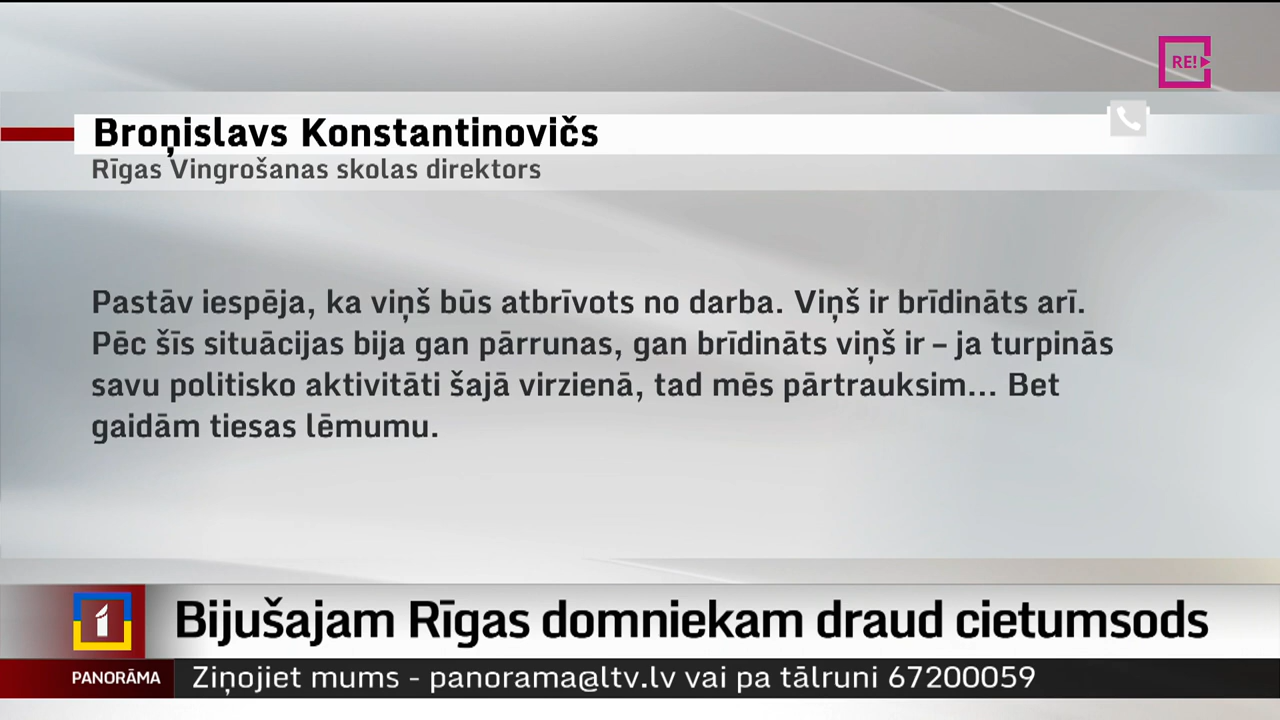 RE!
Broņislavs Konstantinovičs
Rīgas Vingrošanas skolas direktors
Pastāv iespēja, ka viņš būs atbrīvots no darba. Viņš ir brīdināts arī.
Pēc šīs situācijas bija gan pārrunas, gan brīdināts viņš ir – ja turpinās
savu politisko aktivitāti šajā virzienā, tad mēs pārtrauksim... Bet
gaidām tiesas lēmumu.
1
Bijušajam Rīgas domniekam draud cietumsods
PANORĀMA
Ziņojiet mums - panorama@ltv.lv vai pa tālruni 67200059